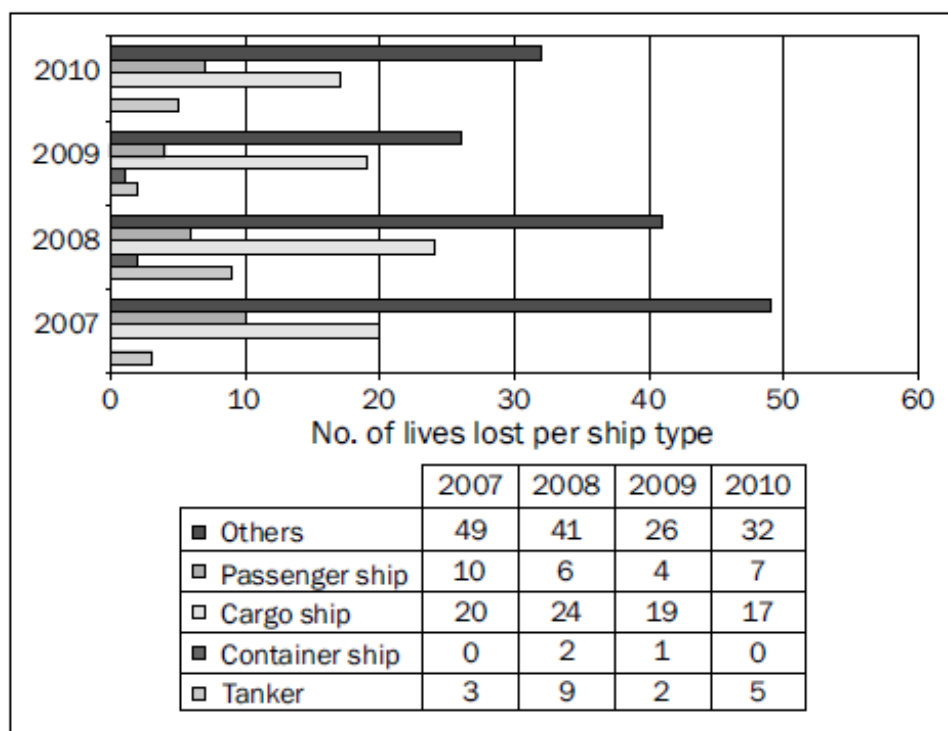 2010
2009
2008
2007
0 10 20 30 40 50 60
No. of lives lost per ship type
2007 2008 2009 2010
Others 49 41 26 32
Passenger ship 10 6 4 7
Cargo ship 20 24 19 17
Container ship 0 2 1 0
Tanker 3 9 2 5